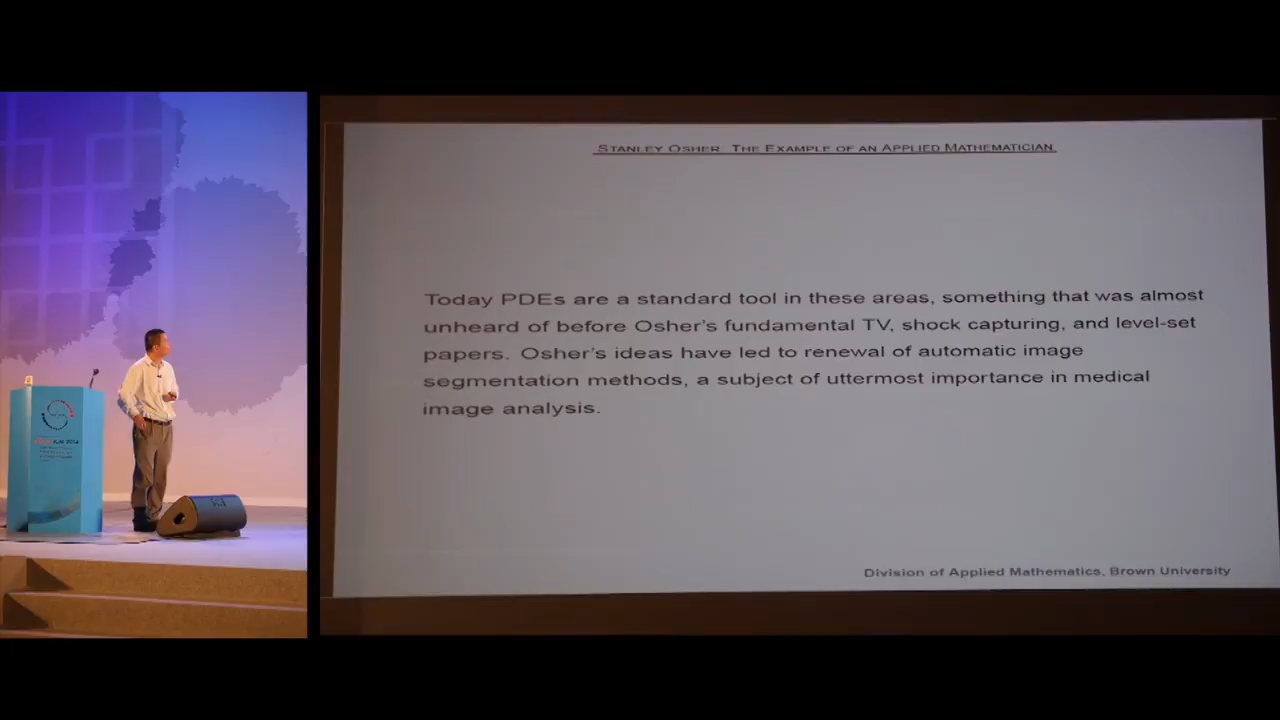 STANLEY OSHER: THE EXAMPLE OF AN APPLIED MATHEMATICIAN
Today PDEs are a standard tool in these areas, something that was almost
unheard of before Osher's fundamental TV, shock capturing, and level-set
papers. Osher's ideas have led to renewal of automatic image
segmentation methods, a subject of uttermost importance in medical
image analysis.
Division of Applied Mathematics, Brown University
2014